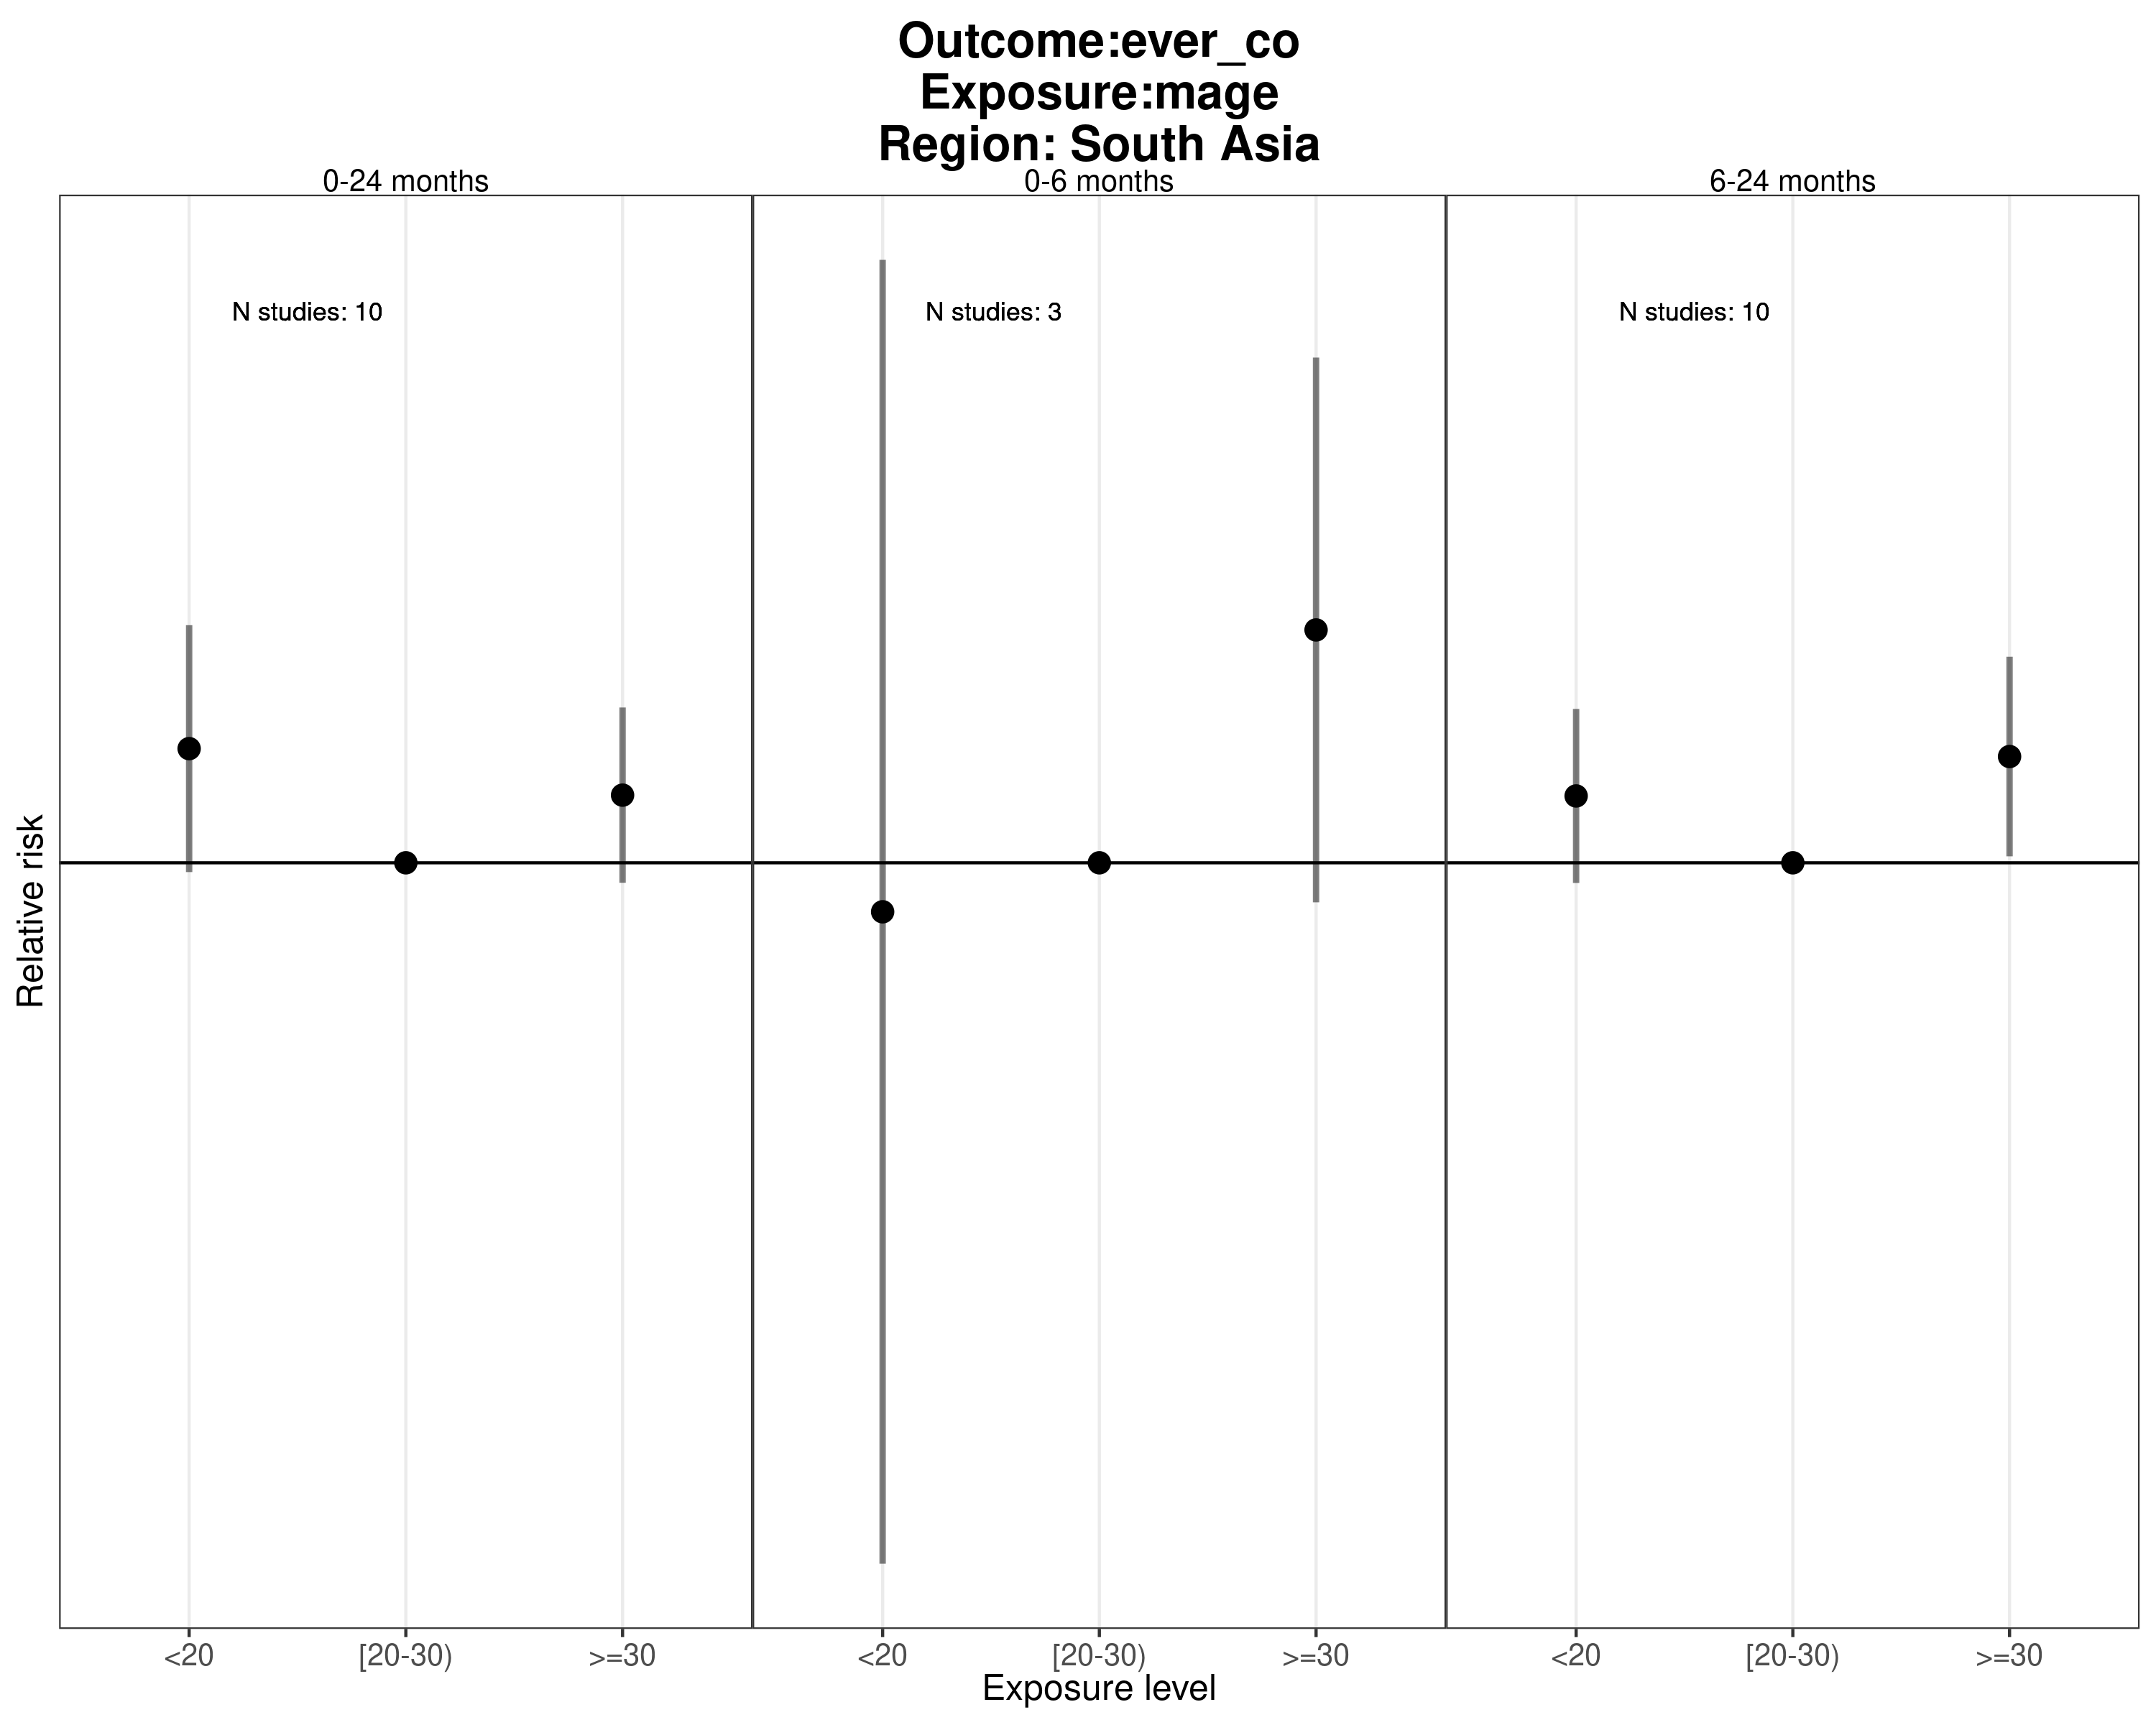 Outcome:ever_co
Exposure:mage
Region: South Asia
0-24 months
0-6 months
6-24 months
N studies: 10
N studies: 3
N studies: 10
Relative risk
<20
[20-30)
>=30
<20
[20-30)
>=30
<20
[20-30)
>=30
Exposure level